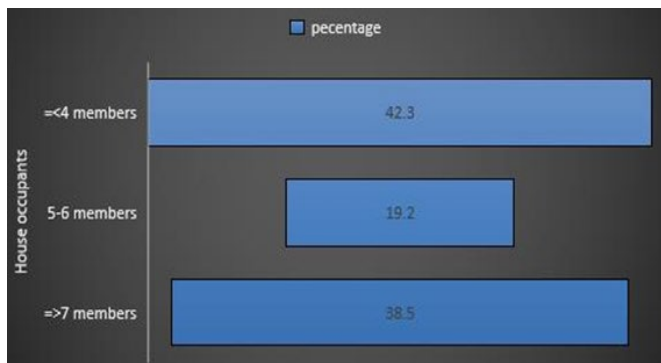 pecentage
House occupants
=<4 members
42.3
5-6 members
19.2
=>7 members
38.5